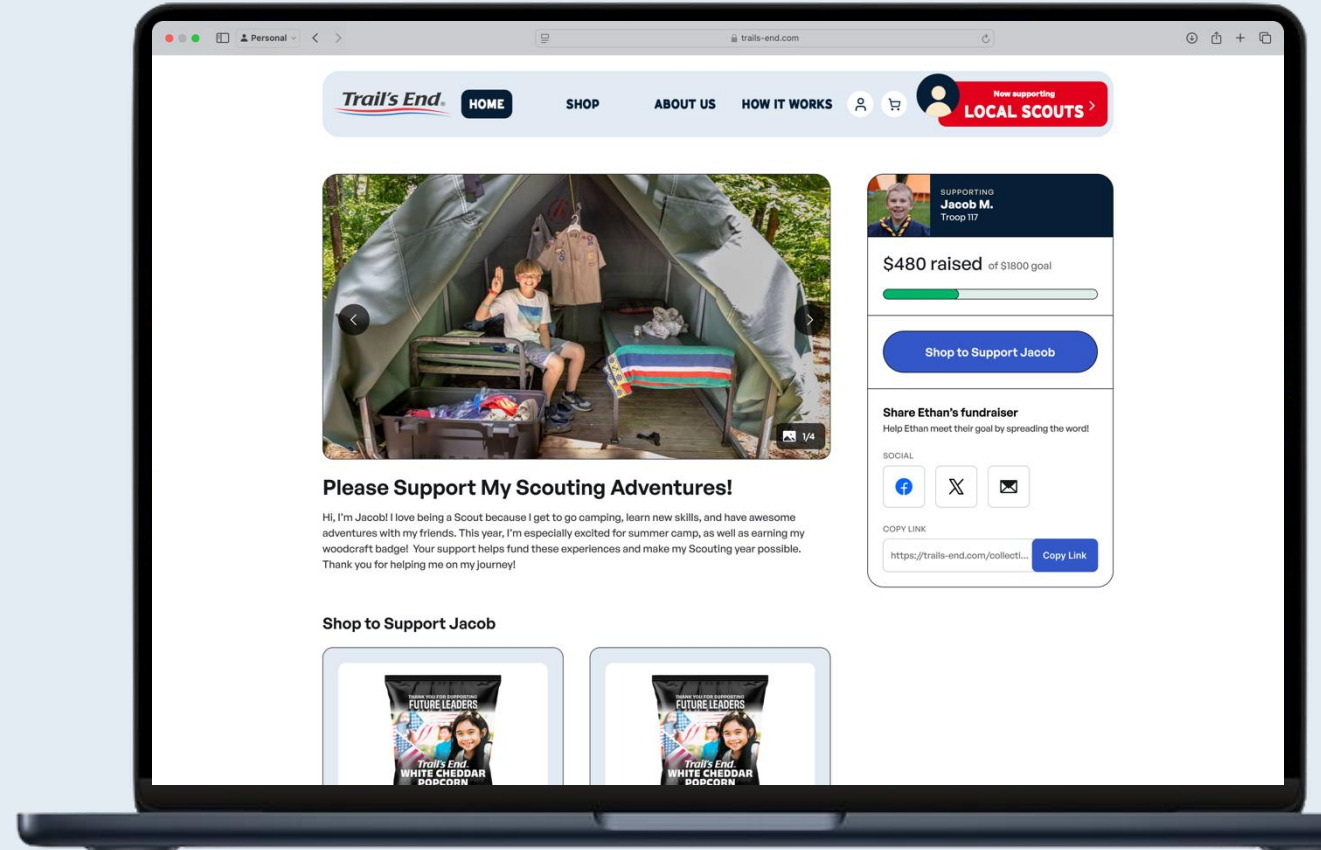 Personal
trails-end.com
Trail's End®
HOME
SHOP
ABOUT US
HOW IT WORKS
Now supporting
LOCAL SCOUTS
1/4
Please Support My Scouting Adventures!
Hi, I'm Jacob! I love being a Scout because I get to go camping, learn new skills, and have awesome
adventures with my friends. This year, I'm especially excited for summer camp, as well as earning my
woodcraft badge! Your support helps fund these experiences and make my Scouting year possible.
Thank you for helping me on my journey!
Shop to Support Jacob
THANK YOU FOR SUPPORTING
FUTURE LEADERS
Trail's End
WHITE CHEDDAR
POPCORN
THANK YOU FOR SUPPORTING
FUTURE LEADERS
Trail's End
WHITE CHEDDAR
POPCORN
SUPPORTING
Jacob M.
Troop 117
$480 raised of $1800 goal
Shop to Support Jacob
Share Ethan's fundraiser
Help Ethan meet their goal by spreading the word!
SOCIAL
COPY LINK
https://trails-end.com/collecti...
Copy Link